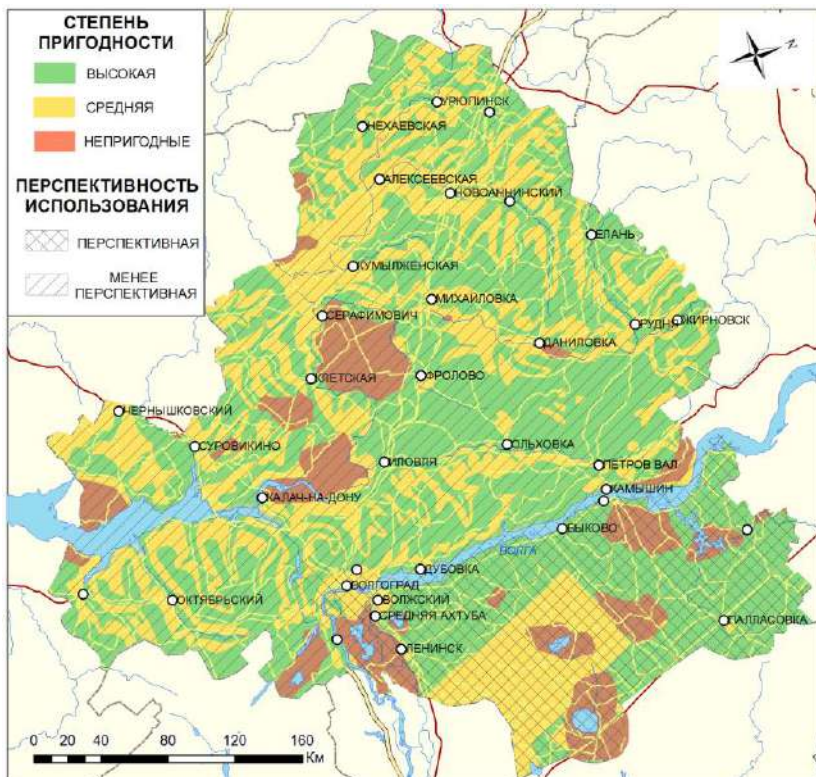 СТЕПЕНЬ
ПРИГОДНОСТИ
ВЫСОКАЯ
СРЕДНЯЯ
НЕПРИГОДНЫЕ
ПЕРСПЕКТИВНОСТЬ
ИСПОЛЬЗОВАНИЯ
ПЕРСПЕКТИВНАЯ
МЕНЕЕ
ПЕРСПЕКТИВНАЯ
N
УРЮПИНСК
НЕХАЕВСКАЯ
АЛЕКСЕЕВСКАЯ
НОВОАННИНСКИЙ
ЕЛАНЬ
КУМЫЛЖЕНСКАЯ
МИХАЙЛОВКА
СЕРАФИМОВИЧ
РУДНЯ
ЖИРНОВСК
ДАНИЛОВКА
КЛЕТСКАЯ
ФРОЛОВО
ЧЕРНЫШКОВСКИЙ
СУРОВИКИНО
ОЛЬХОВКА
ИЛОВЛЯ
ПЕТРОВ ВАЛ
КАМЫШИН
КАЛАЧ-НА-ДОНУ
БЫКОВО
ВОЛГА
ДУБОВКА
ВОЛГОГРАД
ОКТЯБРЬСКИЙ
ВОЛЖСКИЙ
СРЕДНЯЯ АХТУБА
ПАЛЛАСОВКА
ЛЕНИНСК
0 20 40 80 120 160
Км